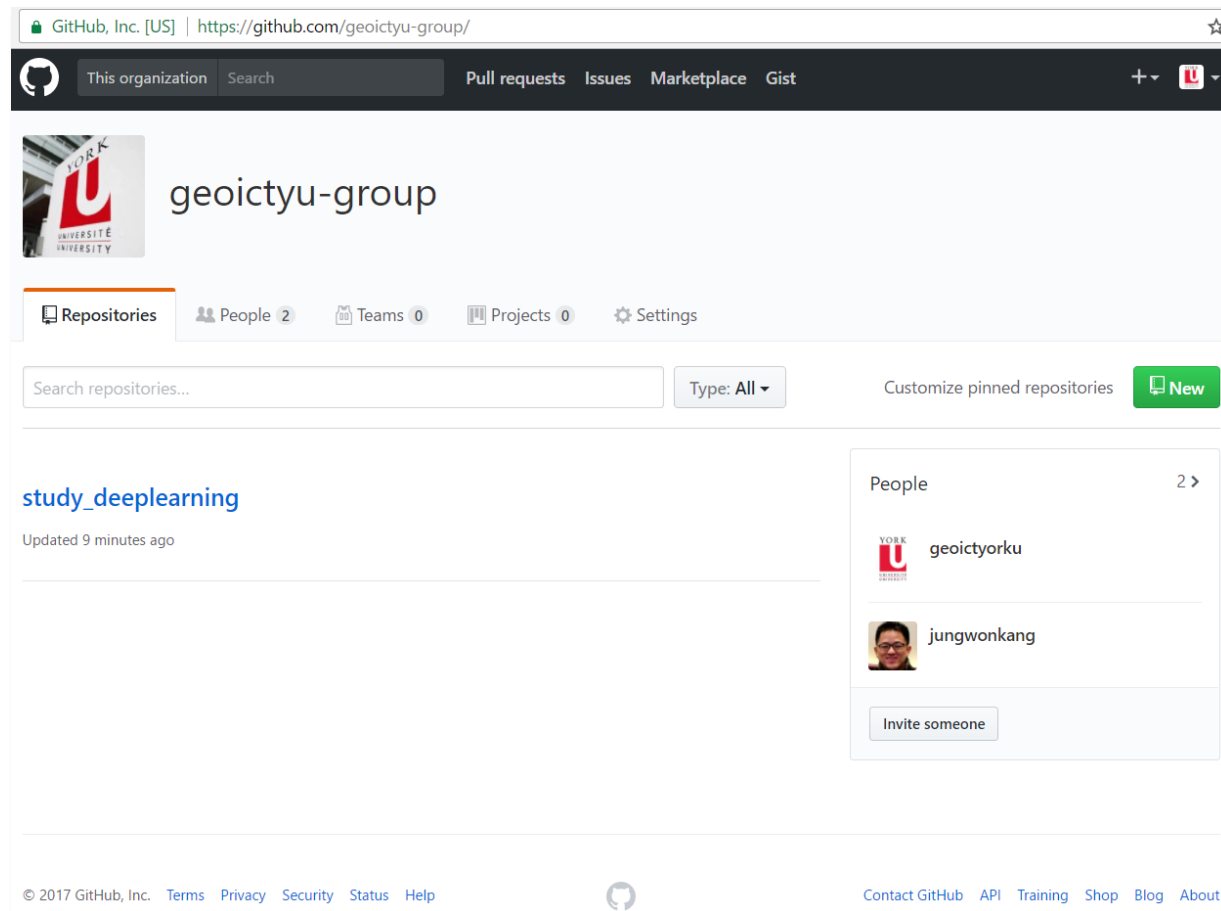 GitHub, Inc. [US] | https://github.com/geoictyu-group/
This organization Search Pull requests Issues Marketplace Gist
YORK
U
UNIVERSITÉ
UNIVERSITY
geoictyu-group
Repositories People 2 Teams 0 Projects 0 Settings
Search repositories... Type: All Customize pinned repositories New
study_deeplearning
Updated 9 minutes ago
People 2
YORK
U
geoictyorku
jungwonkang
Invite someone
© 2017 GitHub, Inc. Terms Privacy Security Status Help Contact GitHub API Training Shop Blog About